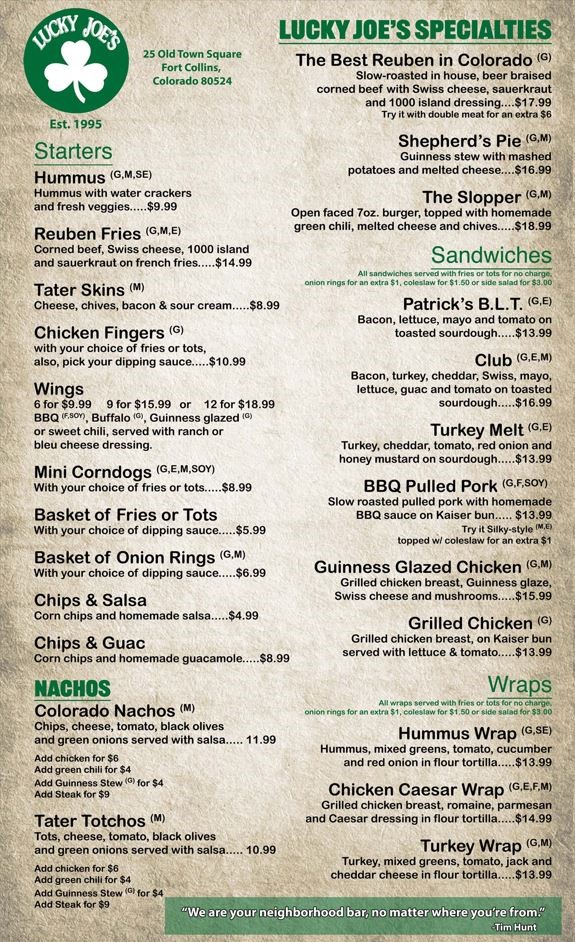 LUCKY JOE'S
Est. 1995
25 Old Town Square
Fort Collins,
Colorado 80524
Starters
Hummus (G,M,SE)
Hummus with water crackers
and fresh veggies.....$9.99
Reuben Fries (G,M,E)
Corned beef, Swiss cheese, 1000 island
and sauerkraut on french fries.....$14.99
Tater Skins (M)
Cheese, chives, bacon & sour cream.....$8.99
Chicken Fingers (G)
with your choice of fries or tots,
also, pick your dipping sauce.....$10.99
Wings
6 for $9.99 9 for $15.99 or 12 for $18.99
BBQ (F,SOY), Buffalo (G), Guinness glazed (G)
or sweet chili, served with ranch or
bleu cheese dressing.
Mini Corndogs (G,E,M,SOY)
With your choice of fries or tots.....$8.99
Basket of Fries or Tots
With your choice of dipping sauce.....$5.99
Basket of Onion Rings (G,M)
With your choice of dipping sauce.....$6.99
Chips & Salsa
Corn chips and homemade salsa.....$4.99
Chips & Guac
Corn chips and homemade guacamole.....$8.99
NACHOS
Colorado Nachos (M)
Chips, cheese, tomato, black olives
and green onions served with salsa..... 11.99
Add chicken for $6
Add green chili for $4
Add Guinness Stew (G) for $4
Add Steak for $9
Tater Totchos (M)
Tots, cheese, tomato, black olives
and green onions served with salsa..... 10.99
Add chicken for $6
Add green chili for $4
Add Guinness Stew (G) for $4
Add Steak for $9
LUCKY JOE'S SPECIALTIES
The Best Reuben in Colorado (G)
Slow-roasted in house, beer braised
corned beef with Swiss cheese, sauerkraut
and 1000 island dressing....$17.99
Try it with double meat for an extra $6
Shepherd's Pie (G,M)
Guinness stew with mashed
potatoes and melted cheese....$16.99
The Slopper (G,M)
Open faced 7oz. burger, topped with homemade
green chili, melted cheese and chives.....$18.99
Sandwiches
All sandwiches served with fries or tots for no charge,
onion rings for an extra $1, coleslaw for $1.50 or side salad for $3.00
Patrick's B.L.T. (G,E)
Bacon, lettuce, mayo and tomato on
toasted sourdough.....$13.99
Club (G,E,M)
Bacon, turkey, cheddar, Swiss, mayo,
lettuce, guac and tomato on toasted
sourdough.....$16.99
Turkey Melt (G,E)
Turkey, cheddar, tomato, red onion and
honey mustard on sourdough.....$13.99
BBQ Pulled Pork (G,F,SOY)
Slow roasted pulled pork with homemade
BBQ sauce on Kaiser bun..... $13.99
Try it Silky-style (M,E)
topped w/ coleslaw for an extra $1
Guinness Glazed Chicken (G,M)
Grilled chicken breast, Guinness glaze,
Swiss cheese and mushrooms.....$15.99
Grilled Chicken (G)
Grilled chicken breast, on Kaiser bun
served with lettuce & tomato.....$13.99
Wraps
All wraps served with fries or tots for no charge,
onion rings for an extra $1, coleslaw for $1.50 or side salad for $3.00
Hummus Wrap (G,SE)
Hummus, mixed greens, tomato, cucumber
and red onion in flour tortilla.....$13.99
Chicken Caesar Wrap (G,E,F,M)
Grilled chicken breast, romaine, parmesan
and Caesar dressing in flour tortilla.....$14.99
Turkey Wrap (G,M)
Turkey, mixed greens, tomato, jack and
cheddar cheese in flour tortilla.....$13.99
"We are your neighborhood bar, no matter where you're from."
-Tim Hunt